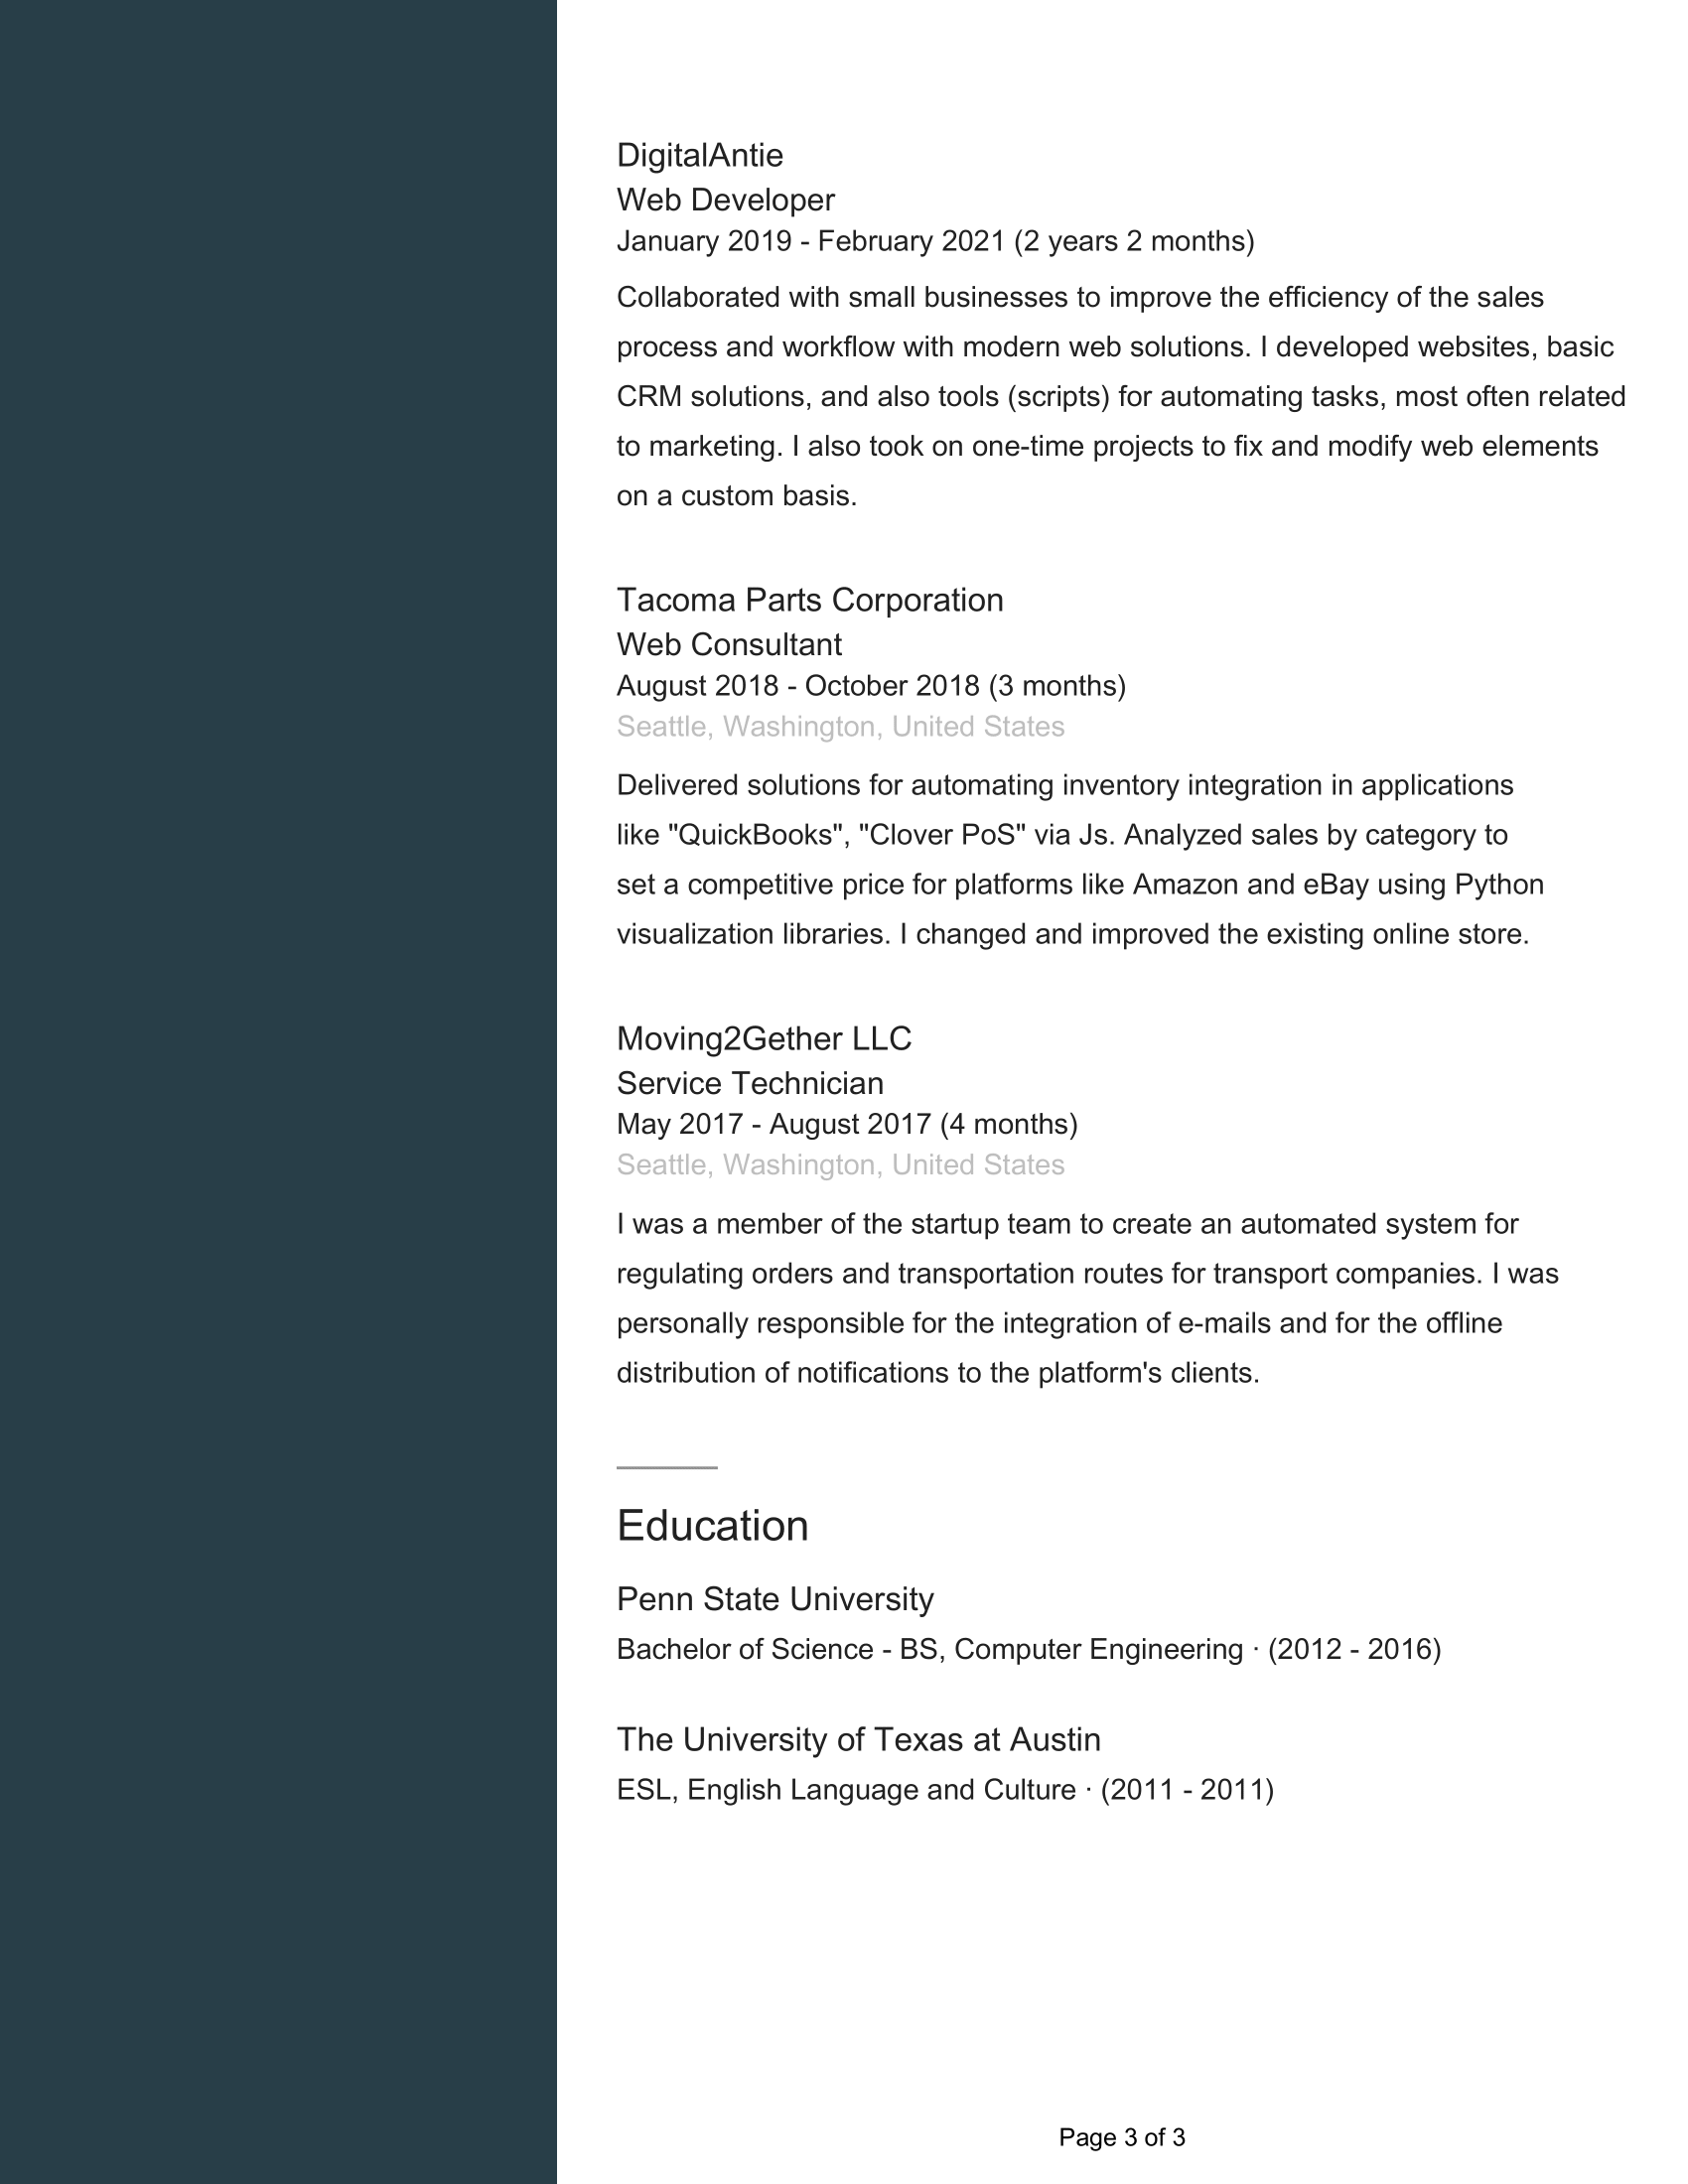 DigitalAntie
Web Developer
January 2019 - February 2021 (2 years 2 months)
Collaborated with small businesses to improve the efficiency of the sales
process and workflow with modern web solutions. I developed websites, basic
CRM solutions, and also tools (scripts) for automating tasks, most often related
to marketing. I also took on one-time projects to fix and modify web elements
on a custom basis.
Tacoma Parts Corporation
Web Consultant
August 2018 - October 2018 (3 months)
Seattle, Washington, United States
Delivered solutions for automating inventory integration in applications
like "QuickBooks", "Clover PoS" via Js. Analyzed sales by category to
set a competitive price for platforms like Amazon and eBay using Python
visualization libraries. I changed and improved the existing online store.
Moving2Gether LLC
Service Technician
May 2017 - August 2017 (4 months)
Seattle, Washington, United States
I was a member of the startup team to create an automated system for
regulating orders and transportation routes for transport companies. I was
personally responsible for the integration of e-mails and for the offline
distribution of notifications to the platform's clients.
Education
Penn State University
Bachelor of Science - BS, Computer Engineering · (2012 - 2016)
The University of Texas at Austin
ESL, English Language and Culture · (2011 - 2011)
Page 3 of 3